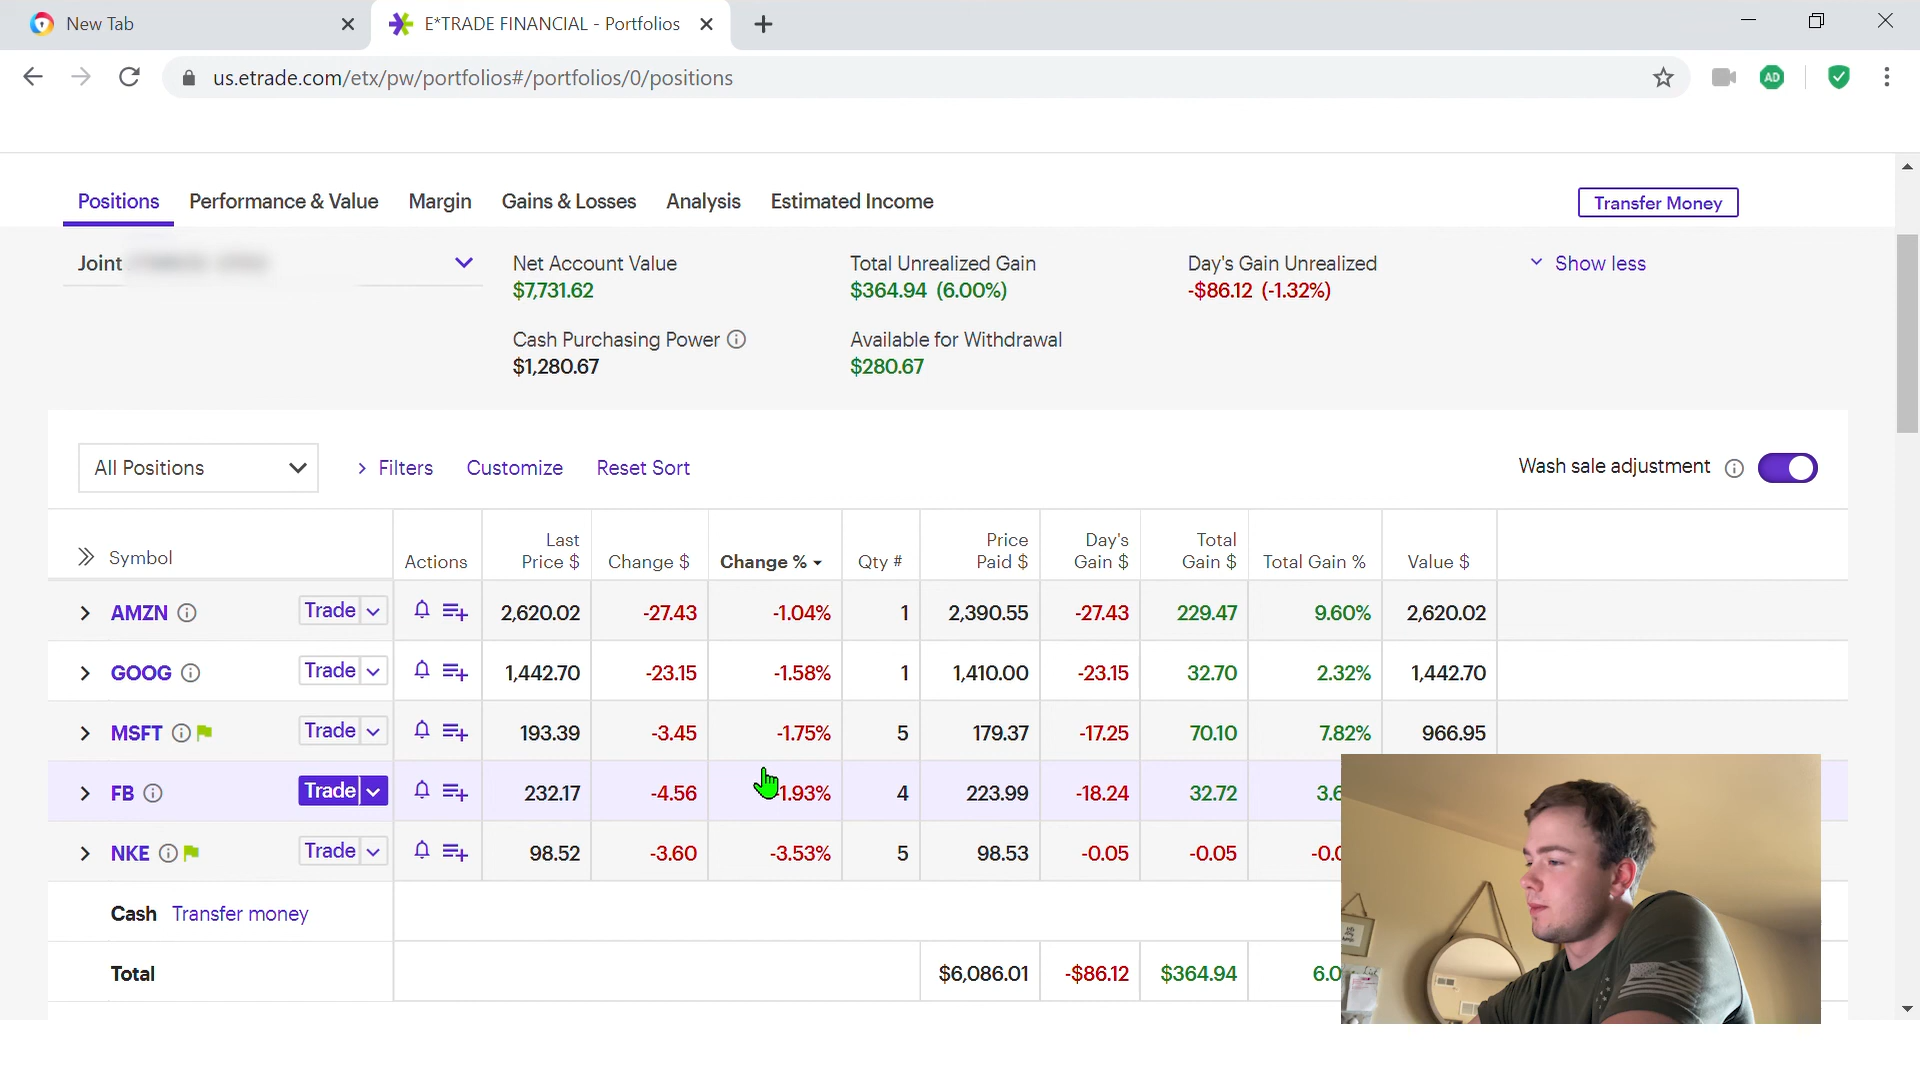 New Tab
E*TRADE FINANCIAL - Portfolios
us.etrade.com/etx/pw/portfolios#/portfolios/0/positions
AD
Positions Performance & Value Margin Gains & Losses Analysis Estimated Income Transfer Money
Joint
Net Account Value Total Unrealized Gain Day's Gain Unrealized Show less
$7,731.62 $364.94 (6.00%) -$86.12 (-1.32%)
Cash Purchasing Power Available for Withdrawal
$1,280.67 $280.67
All Positions Filters Customize Reset Sort Wash sale adjustment
Symbol Actions Last Price $ Change $ Change % Qty # Price Paid $ Day's Gain $ Total Gain $ Total Gain % Value $
AMZN Trade 2,620.02 -27.43 -1.04% 1 2,390.55 -27.43 229.47 9.60% 2,620.02
GOOG Trade 1,442.70 -23.15 -1.58% 1 1,410.00 -23.15 32.70 2.32% 1,442.70
MSFT Trade 193.39 -3.45 -1.75% 5 179.37 -17.25 70.10 7.82% 966.95
FB Trade 232.17 -4.56 1.93% 4 223.99 -18.24 32.72 3.6
NKE Trade 98.52 -3.60 -3.53% 5 98.53 -0.05 -0.05 -0.0
Cash Transfer money
Total $6,086.01 -$86.12 $364.94 6.0